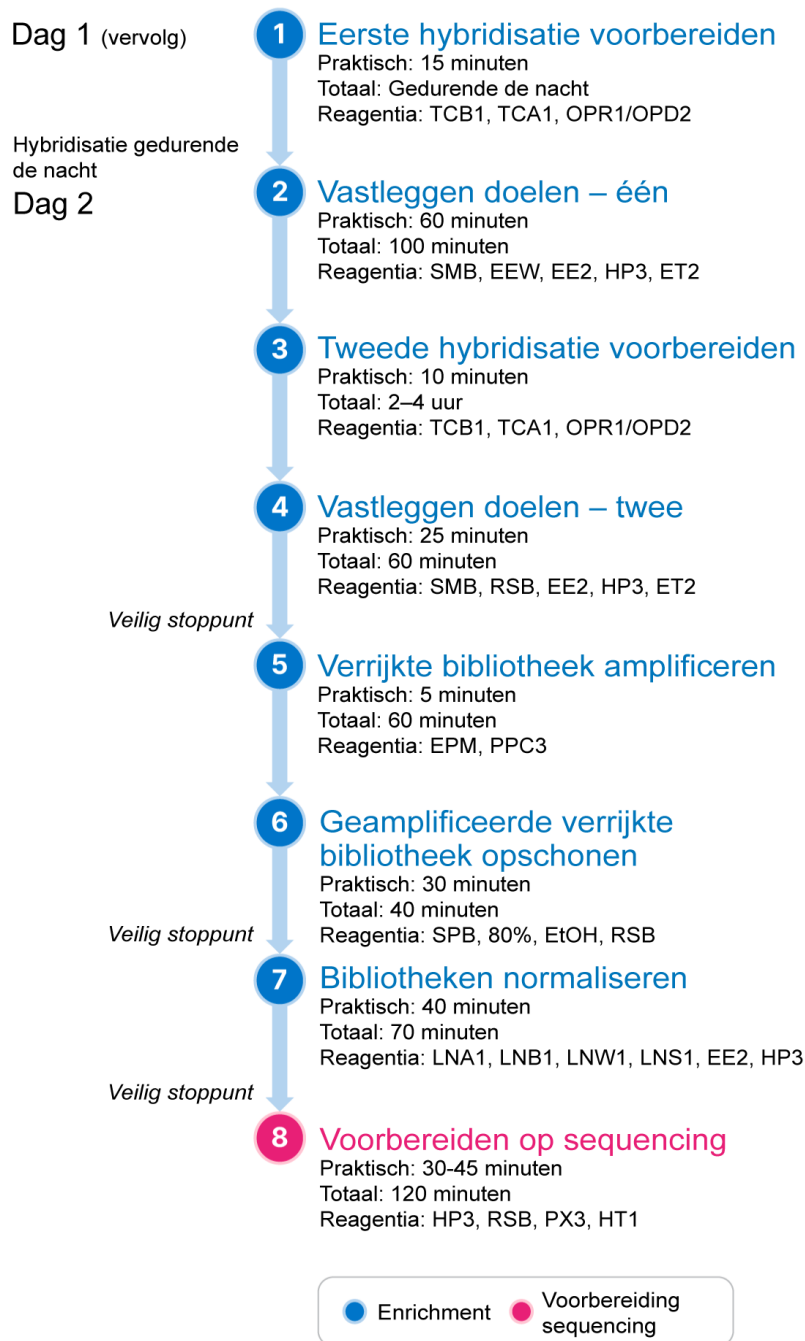 Dag 1 (vervolg)
1
Eerste hybridisatie voorbereiden
Praktisch: 15 minuten
Totaal: Gedurende de nacht
Reagentia: TCB1, TCA1, OPR1/OPD2
Hybridisatie gedurende
de nacht
Dag 2
2
Vastleggen doelen – één
Praktisch: 60 minuten
Totaal: 100 minuten
Reagentia: SMB, EEW, EE2, HP3, ET2
3
Tweede hybridisatie voorbereiden
Praktisch: 10 minuten
Totaal: 2–4 uur
Reagentia: TCB1, TCA1, OPR1/OPD2
4
Vastleggen doelen – twee
Praktisch: 25 minuten
Totaal: 60 minuten
Reagentia: SMB, RSB, EE2, HP3, ET2
Veilig stoppunt
5
Verrijkte bibliotheek amplificeren
Praktisch: 5 minuten
Totaal: 60 minuten
Reagentia: EPM, PPC3
6
Geamplificeerde verrijkte
bibliotheek opschonen
Praktisch: 30 minuten
Totaal: 40 minuten
Reagentia: SPB, 80%, EtOH, RSB
Veilig stoppunt
7
Bibliotheken normaliseren
Praktisch: 40 minuten
Totaal: 70 minuten
Reagentia: LNA1, LNB1, LNW1, LNS1, EE2, HP3
Veilig stoppunt
8
Voorbereiden op sequencing
Praktisch: 30-45 minuten
Totaal: 120 minuten
Reagentia: HP3, RSB, PX3, HT1
Enrichment
Voorbereiding
sequencing